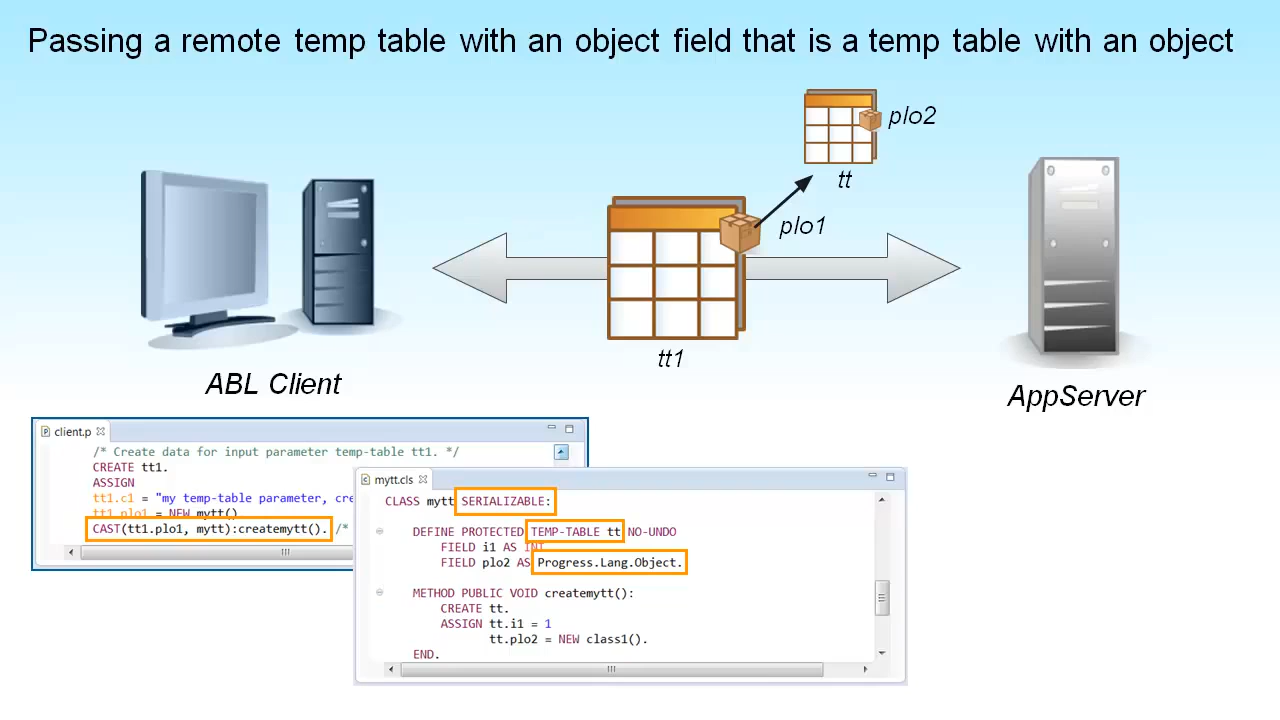 Passing a remote temp table with an object field that is a temp table with an object
plo2
tt
plo1
tt1
ABL Client
AppServer
client.p
/* Create data for input parameter temp-table tt1. */
CREATE tt1.
ASSIGN
tt1.c1 = "my temp-table parameter, cre
tt1.plo1 = NEW mytt()
CAST(tt1.plo1, mytt):createmytt(). /*
mytt.cls
CLASS mytt SERIALIZABLE:
DEFINE PROTECTED TEMP-TABLE tt NO-UNDO
FIELD i1 AS INT
FIELD plo2 AS Progress.Lang.Object.
METHOD PUBLIC VOID createmytt():
CREATE tt.
ASSIGN tt.i1 = 1
tt.plo2 = NEW class1().
END.